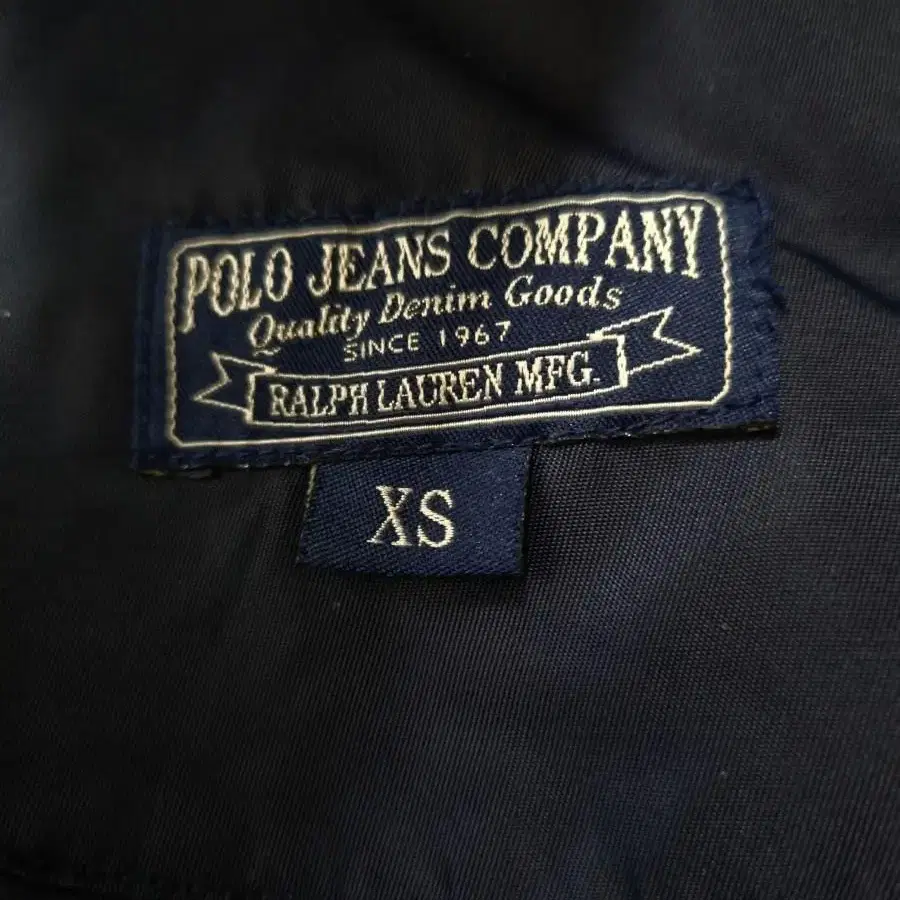 POLO JEANS COMPANY
Quality Denim Goods
SINCE 1967
RALPH LAUREN MFG.
XS